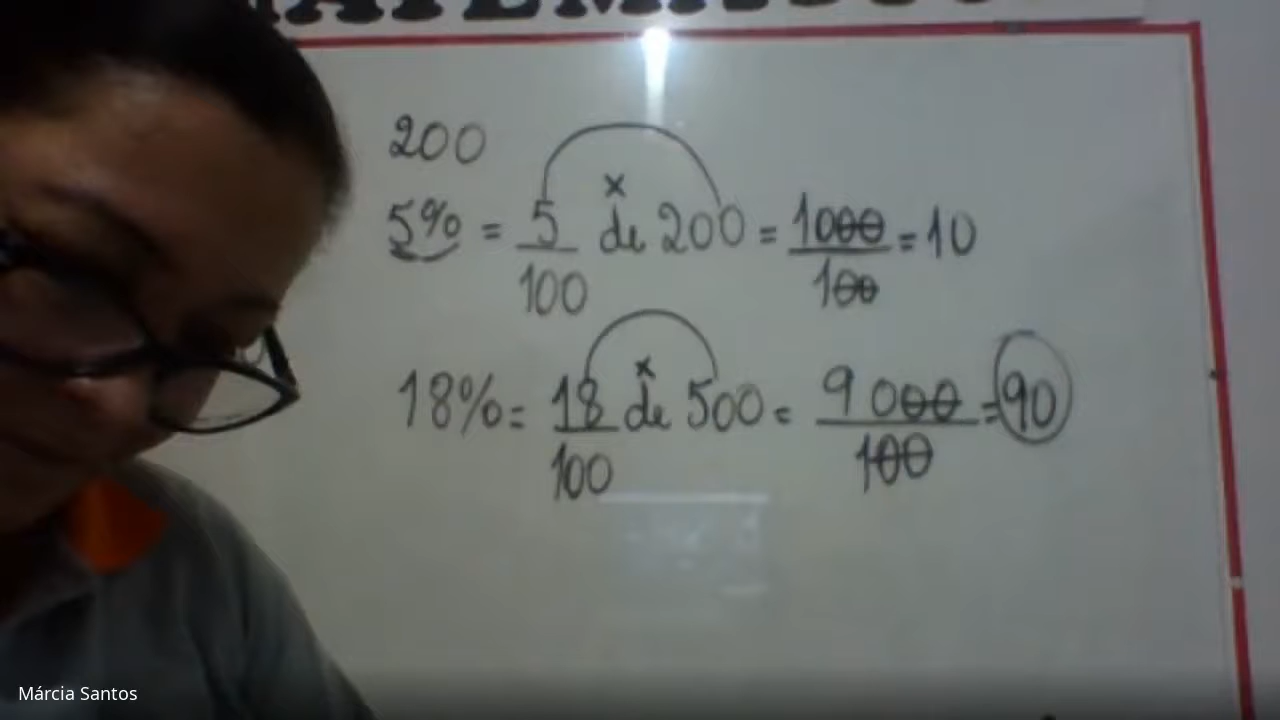 200
5% = 5/100 x de 200 = 1000/100 = 10
18% = 18/100 x de 500 = 9000/100 = 90
Márcia Santos